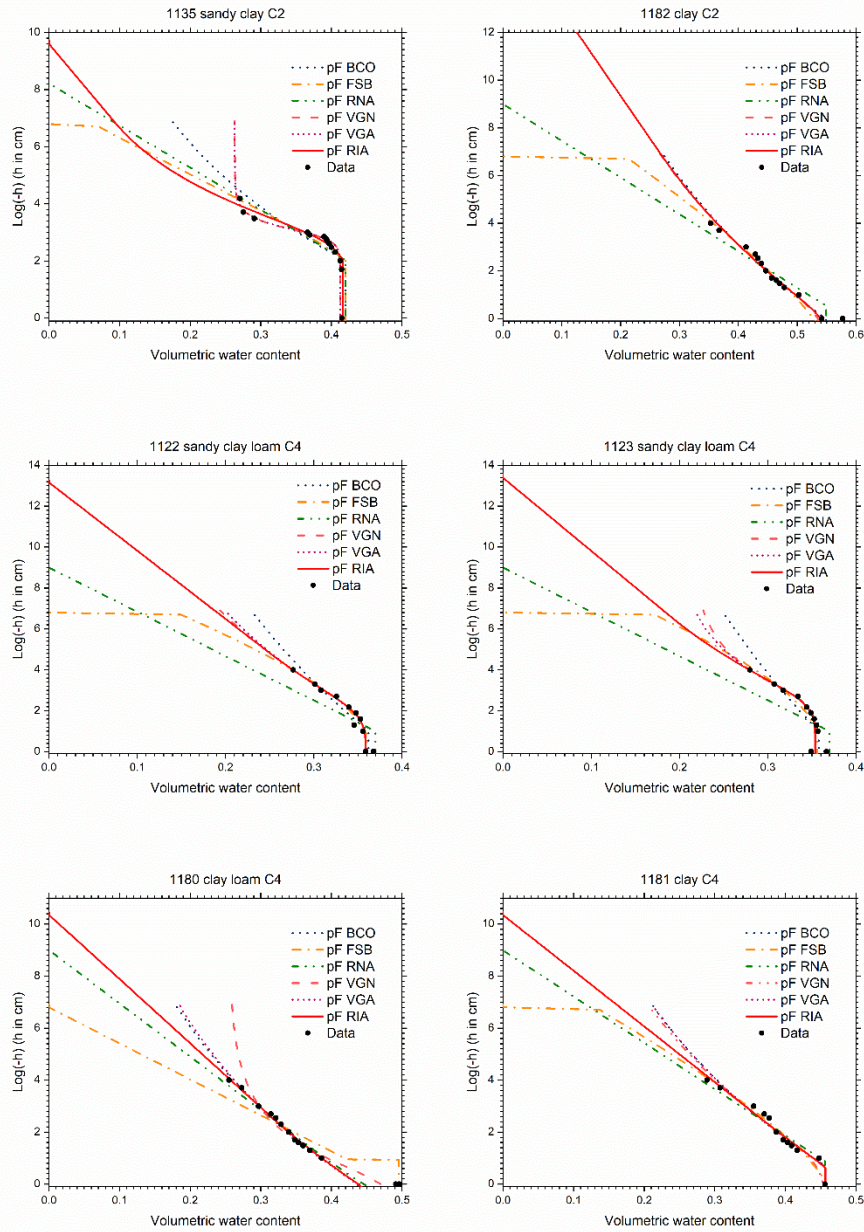 1135 sandy clay C2
10
8
6
4
2
0
Log(-h) (h in cm)
pF BCO
pF FSB
pF RNA
pF VGN
pF VGA
pF RIA
Data
0.0 0.1 0.2 0.3 0.4 0.5
Volumetric water content
1182 clay C2
12
10
8
6
4
2
0
Log(-h) (h in cm)
pF BCO
pF FSB
pF RNA
pF VGN
pF VGA
pF RIA
Data
0.0 0.1 0.2 0.3 0.4 0.5 0.6
Volumetric water content
1122 sandy clay loam C4
14
12
10
8
6
4
2
0
Log(-h) (h in cm)
pF BCO
pF FSB
pF RNA
pF VGN
pF VGA
pF RIA
Data
0.0 0.1 0.2 0.3 0.4
Volumetric water content
1123 sandy clay loam C4
14
12
10
8
6
4
2
0
Log(-h) (h in cm)
pF BCO
pF FSB
pF RNA
pF VGN
pF VGA
pF RIA
Data
0.0 0.1 0.2 0.3 0.4
Volumetric water content
1180 clay loam C4
10
8
6
4
2
0
Log(-h) (h in cm)
pF BCO
pF FSB
pF RNA
pF VGN
pF VGA
pF RIA
Data
0.0 0.1 0.2 0.3 0.4 0.5
Volumetric water content
1181 clay C4
10
8
6
4
2
0
Log(-h) (h in cm)
pF BCO
pF FSB
pF RNA
pF VGN
pF VGA
pF RIA
Data
0.0 0.1 0.2 0.3 0.4 0.5
Volumetric water content